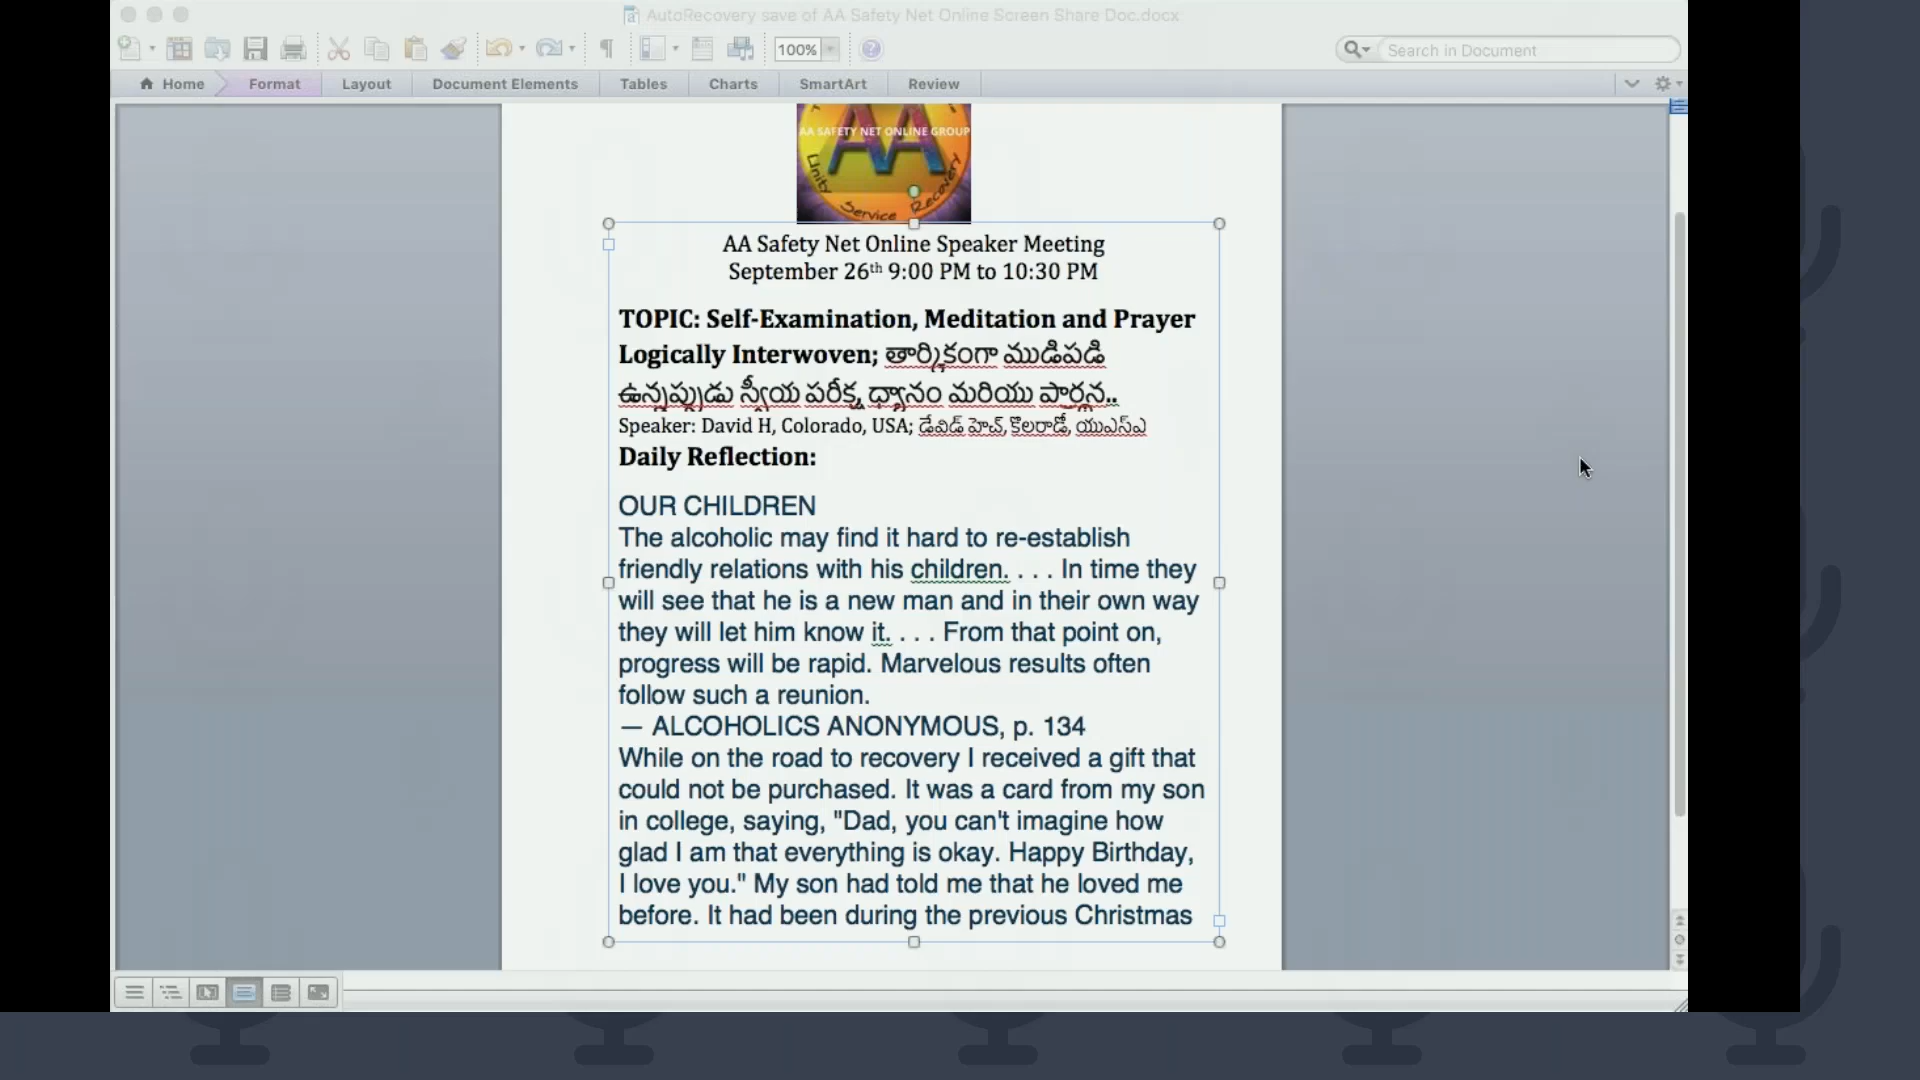 AutoRecovery save of AA Safety Net Online Screen Share Doc.docx
100%
Search in Document
Home Format Layout Document Elements Tables Charts SmartArt Review
AA
AA SAFETY NET ONLINE GROUP
Unity Service Recovery
AA Safety Net Online Speaker Meeting
September 26th 9:00 PM to 10:30 PM
TOPIC: Self-Examination, Meditation and Prayer
Logically Interwoven; తార్కికంగా ముడిపడి
ఉన్నప్పుడు స్వీయ పరీక్ష, ధ్యానం మరియు ప్రార్థన..
Speaker: David H, Colorado, USA; డేవిడ్ హెచ్, కొలరాడో, యుఎస్ఎ
Daily Reflection:
OUR CHILDREN
The alcoholic may find it hard to re-establish
friendly relations with his children. . . . In time they
will see that he is a new man and in their own way
they will let him know it. . . . From that point on,
progress will be rapid. Marvelous results often
follow such a reunion.
— ALCOHOLICS ANONYMOUS, p. 134
While on the road to recovery I received a gift that
could not be purchased. It was a card from my son
in college, saying, "Dad, you can't imagine how
glad I am that everything is okay. Happy Birthday,
I love you." My son had told me that he loved me
before. It had been during the previous Christmas